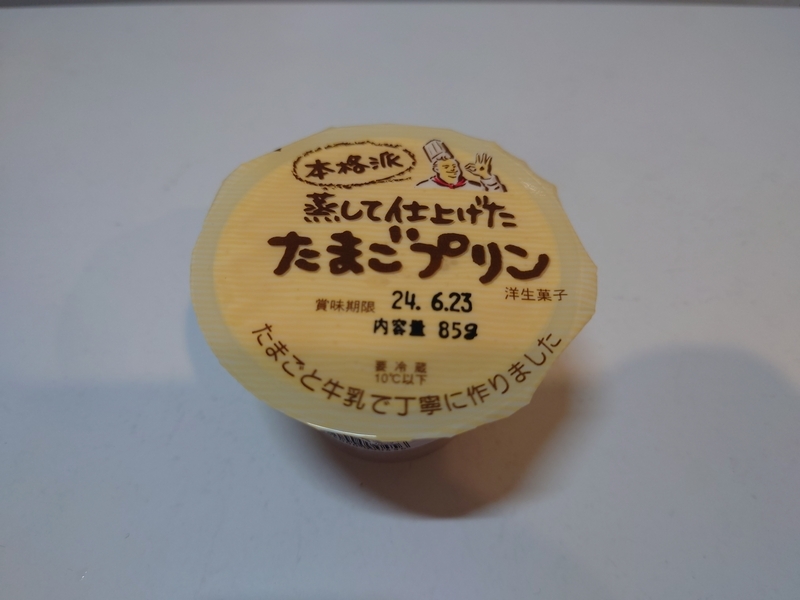 本格派
蒸して仕上げた
たまごプリン
洋生菓子
賞味期限 24. 6.23
内容量 85g
要冷蔵
10℃以下
たまごと牛乳で丁寧に作りました